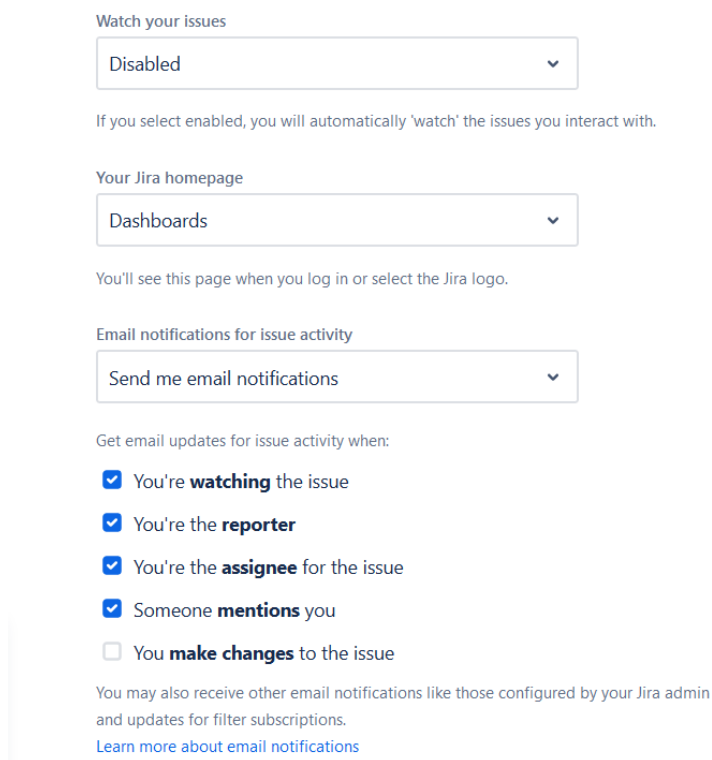 Watch your issues
Disabled
If you select enabled, you will automatically 'watch' the issues you interact with.
Your Jira homepage
Dashboards
You'll see this page when you log in or select the Jira logo.
Email notifications for issue activity
Send me email notifications
Get email updates for issue activity when:
You're watching the issue
You're the reporter
You're the assignee for the issue
Someone mentions you
You make changes to the issue
You may also receive other email notifications like those configured by your Jira admin
and updates for filter subscriptions.
Learn more about email notifications